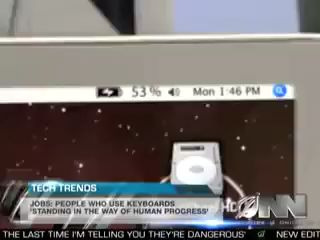 53% Mon 1:46 PM
TECH TRENDS
JOBS: PEOPLE WHO USE KEYBOARDS
'STANDING IN THE WAY OF HUMAN PROGRESS'
INN
THE LAST TIME I'M TELLING YOU THEY'RE DANGEROUS' NEW EDIT